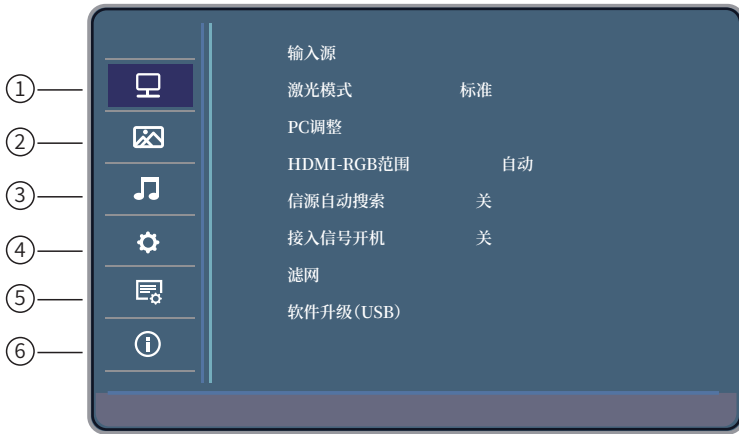 输入源
① 激光模式 标准
② PC调整
HDMI-RGB范围 自动
③ 信源自动搜索 关
④ 接入信号开机 关
滤网
⑤ 软件升级(USB)
⑥